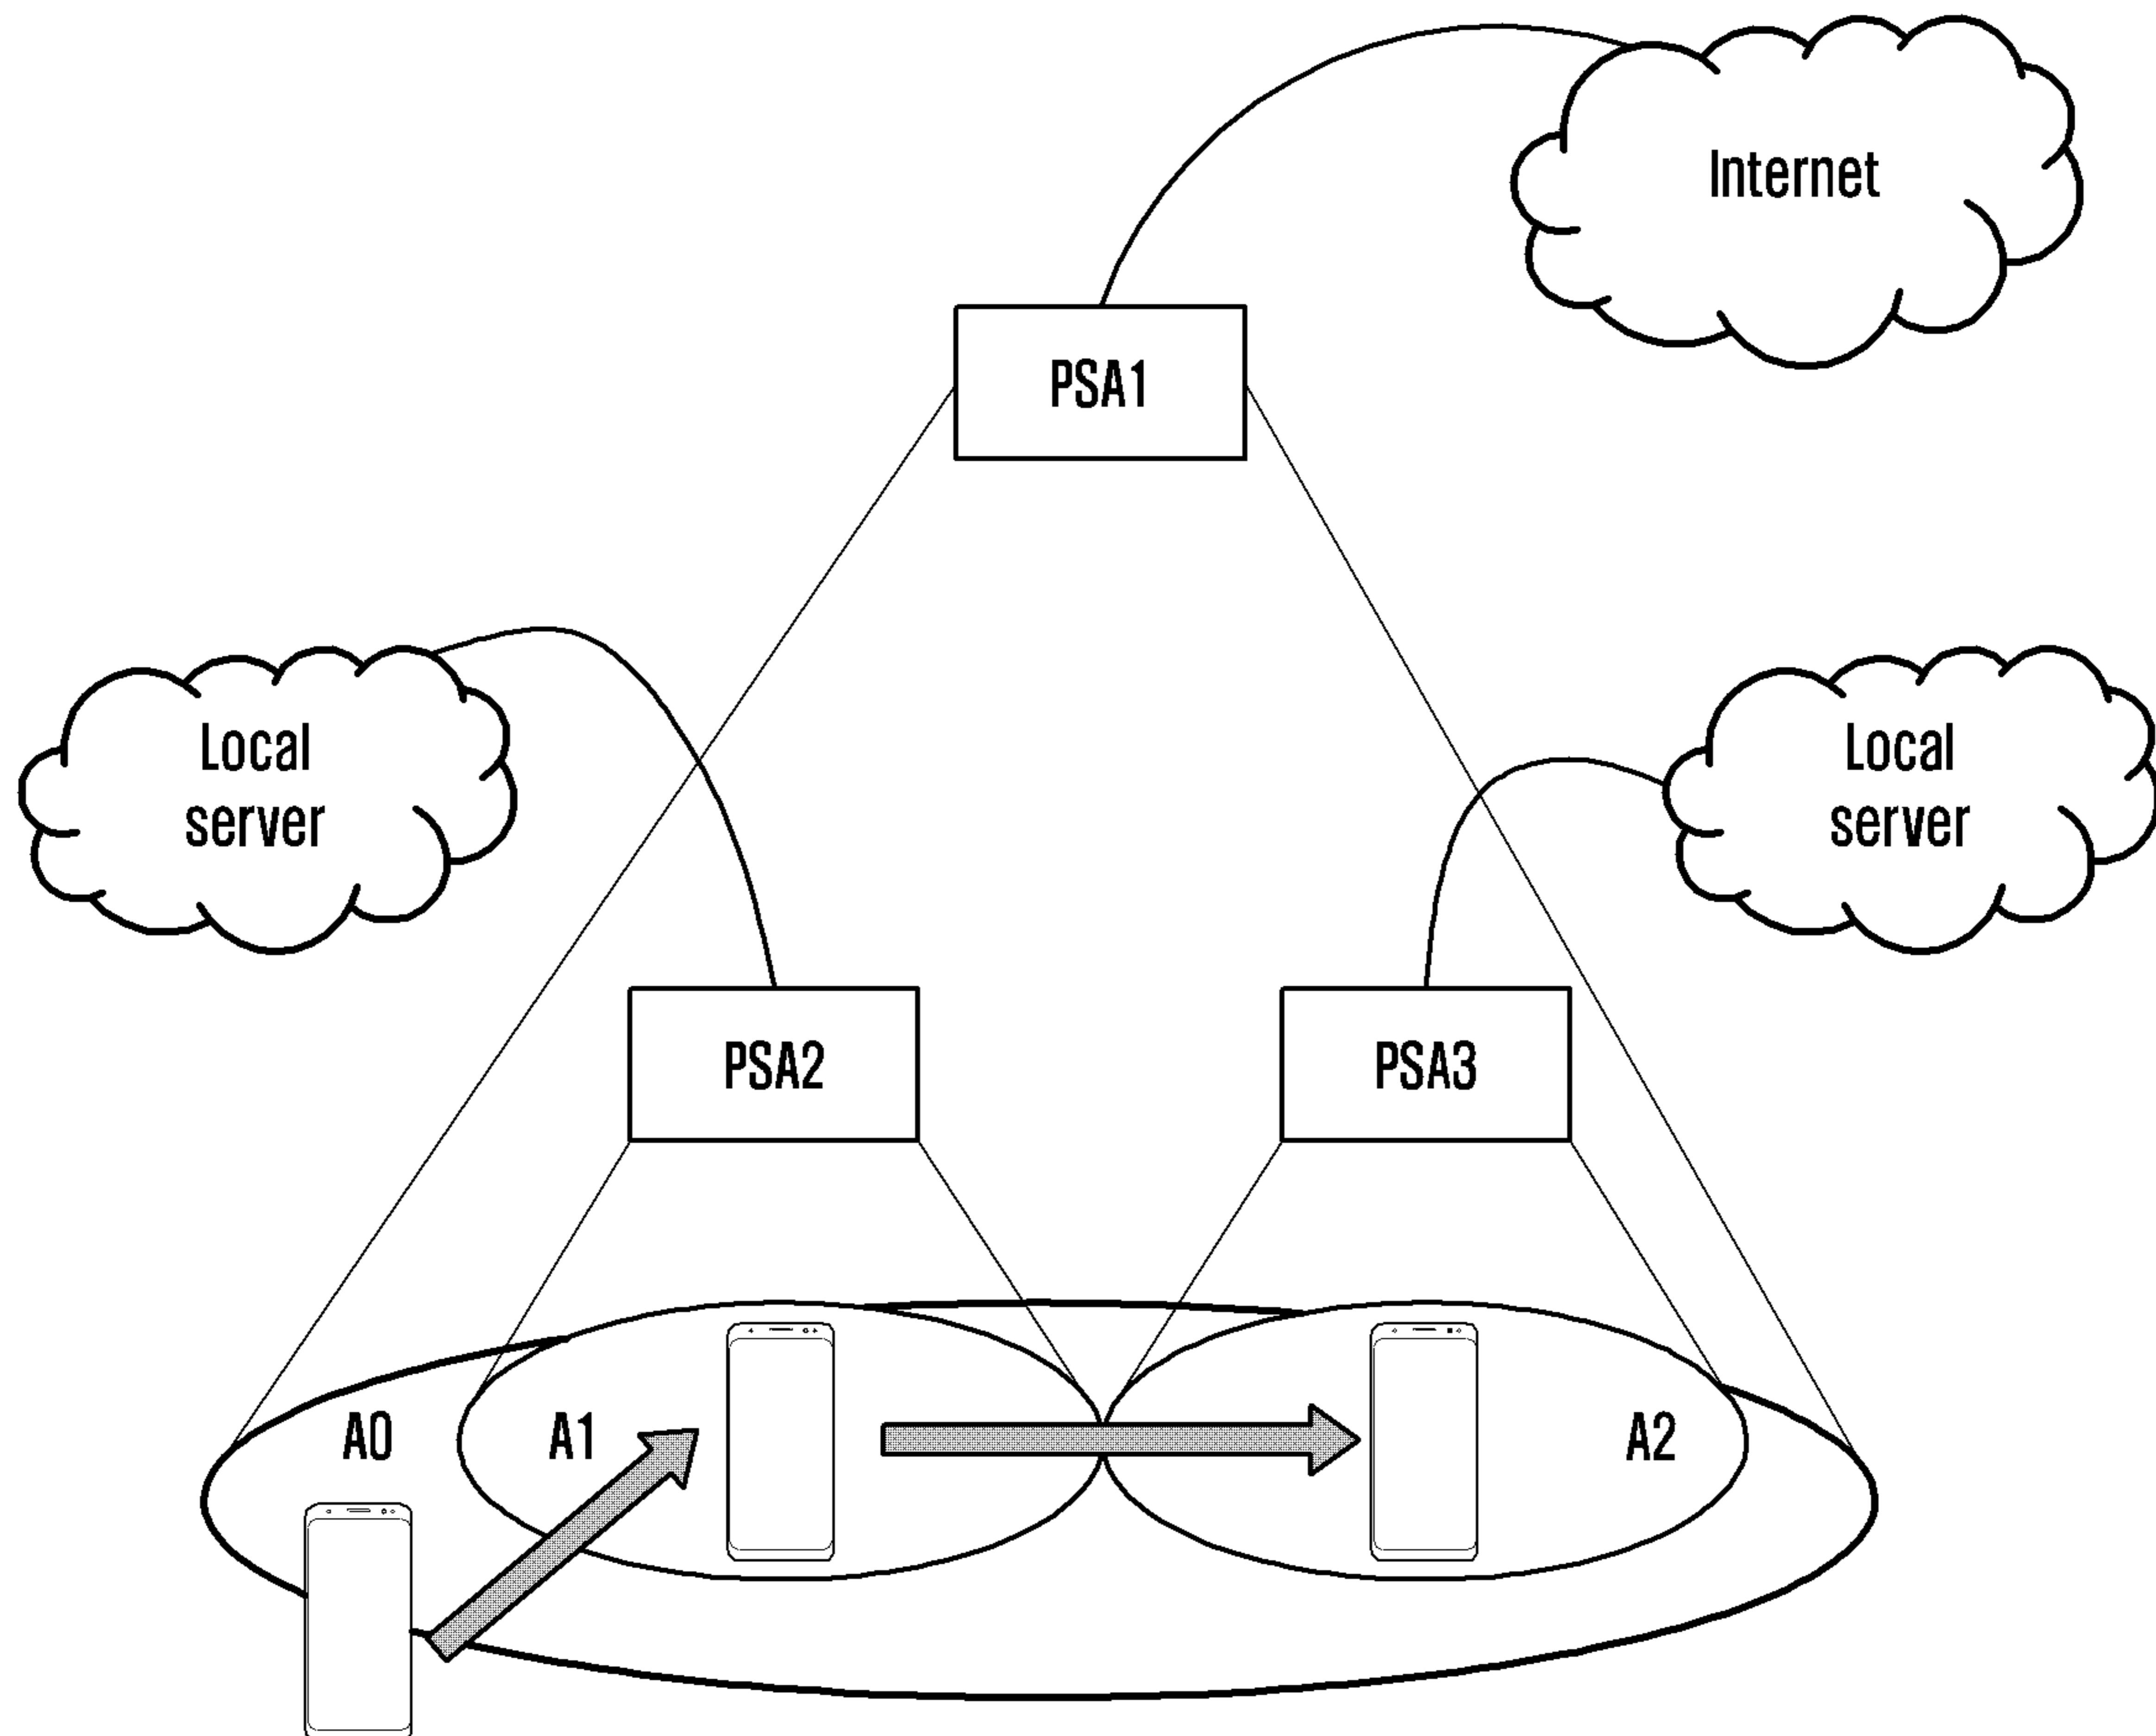 Internet
PSA1
Local
server
Local
server
PSA2
PSA3
A0
A1
A2